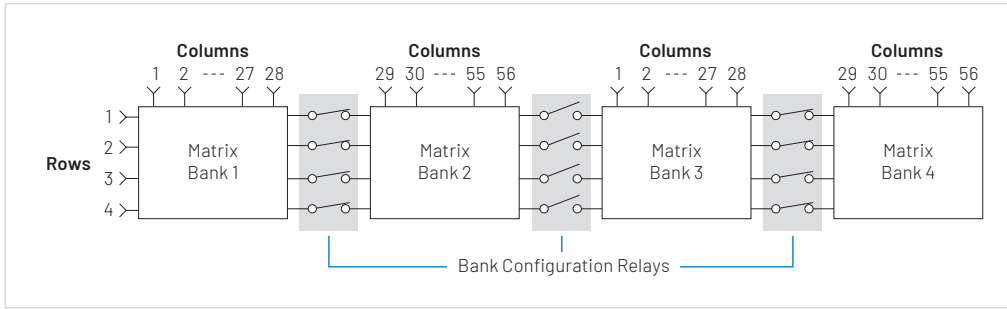 Columns Columns Columns Columns
1 2 --- 27 28 29 30 --- 55 56 1 2 --- 27 28 29 30 --- 55 56
1
2
Rows
3
4
Matrix
Bank 1
Matrix
Bank 2
Matrix
Bank 3
Matrix
Bank 4
Bank Configuration Relays